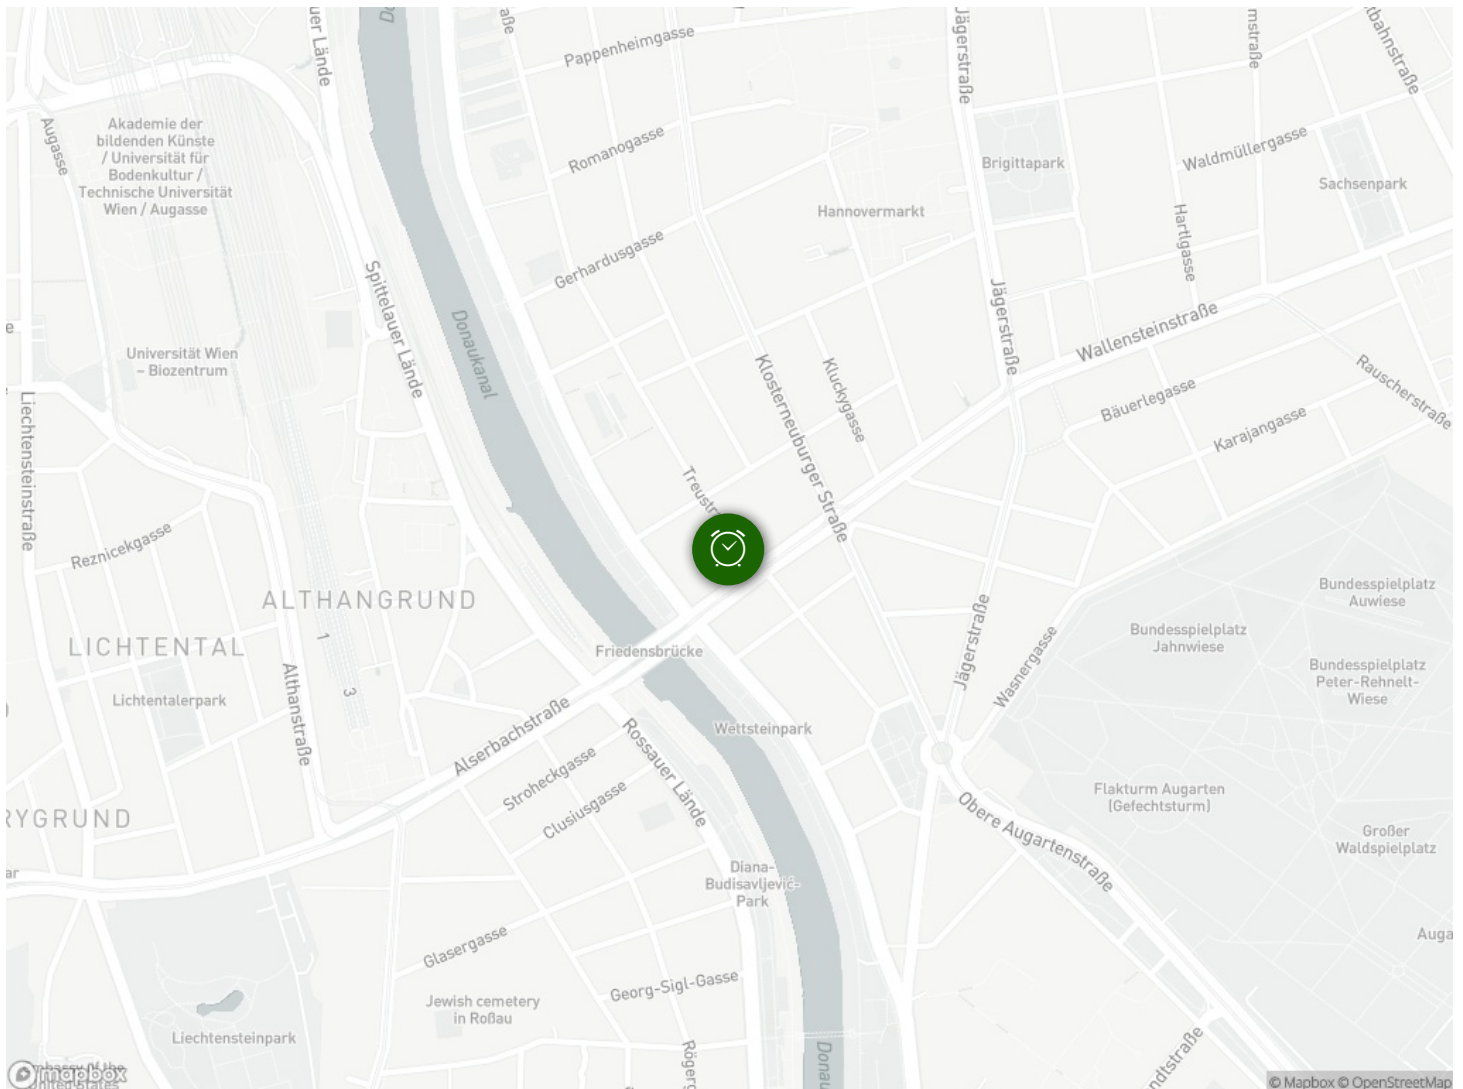 Pappenheimgasse
Jägerstraße
Akademie der
bildenden Künste
/ Universität für
Bodenkultur /
Technische Universität
Wien / Augasse
Augasse
Romanogasse
Brigittapark
Waldmüllergasse
Sachsenpark
Hannovermarkt
Hartlgasse
Gerhardusgasse
Spittelauer Lände
Donaukanal
Jägerstraße
Wallensteinstraße
Universität Wien
– Biozentrum
Klosterneuburger Straße
Kluckygasse
Rauscherstraße
Bäuerlegasse
Karajangasse
Liechtensteinstraße
Reznicekgasse
ALTHANGRUND
LICHTENTAL
1
3
Lichtentalerpark
Althanstraße
Friedensbrücke
Jägerstraße
Wasnergasse
Bundesspielplatz
Auwiese
Bundesspielplatz
Jahnwiese
Bundesspielplatz
Peter-Rehnelt-
Wiese
Wettsteinpark
Alserbachstraße
Rossauer Lände
Stroheckgasse
Clusiusgasse
Flakturm Augarten
(Gefechtsturm)
Obere Augartenstraße
Großer
Waldspielplatz
RYGRUND
Diana-
Budisavljević-
Park
Glasergasse
Georg-Sigl-Gasse
Jewish cemetery
in Roßau
Liechtensteinpark
mapbox
© Mapbox © OpenStreetMap